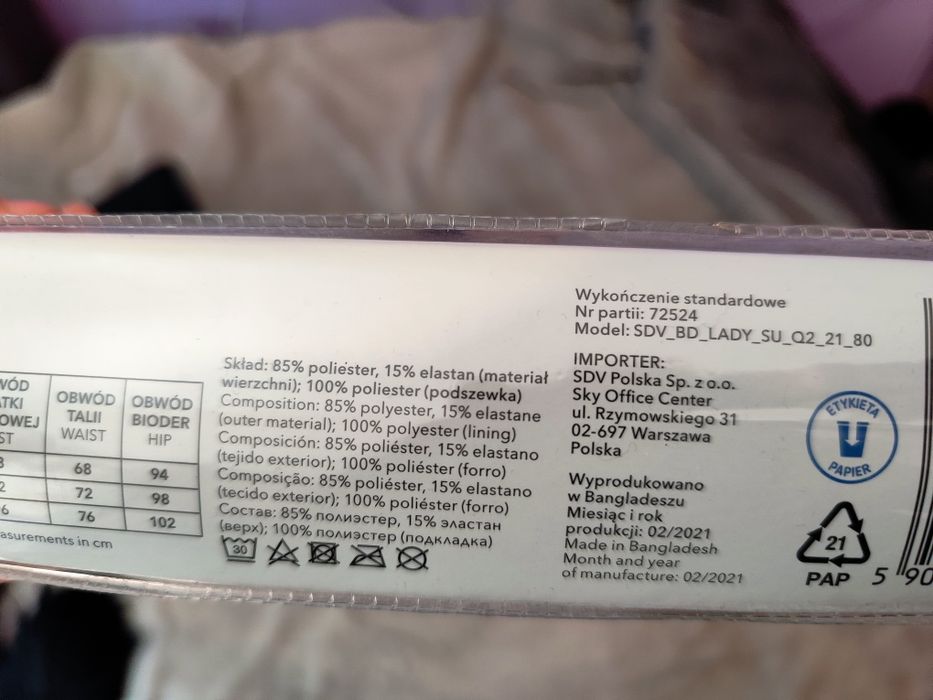 OBWÓD
TALII
WAIST
OBWÓD
BIODER
HIP
68
94
72
98
76
102
in cm
Skład: 85% poliester, 15% elastan (materiał
wierzchni); 100% poliester (podszewka)
Composition: 85% polyester, 15% elastane
(outer material); 100% polyester (lining)
Composición: 85% poliéster, 15% elastano
(tejido exterior); 100% poliéster (forro)
Composição: 85% poliéster, 15% elastano
(tecido exterior); 100% poliéster (forro)
Состав: 85% полиэстер, 15% эластан
(верх); 100% полиэстер (подкладка)
30
Wykończenie standardowe
Nr partii: 72524
Model: SDV_BD_LADY_SU_Q2_21_80
IMPORTER:
SDV Polska Sp. z o.o.
Sky Office Center
ul. Rzymowskiego 31
02-697 Warszawa
Polska
Wyprodukowano
w Bangladeszu
Miesiąc i rok
produkcji: 02/2021
Made in Bangladesh
Month and year
of manufacture: 02/2021
ETYKIETA
PAPIER
21
PAP
5 90